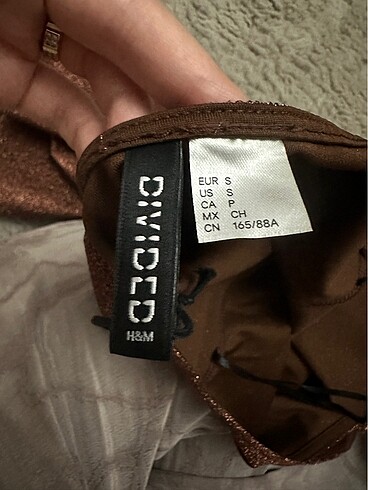 DIVIDED
H&M
EUR S
US S
CA P
MX CH
CN 165/88A